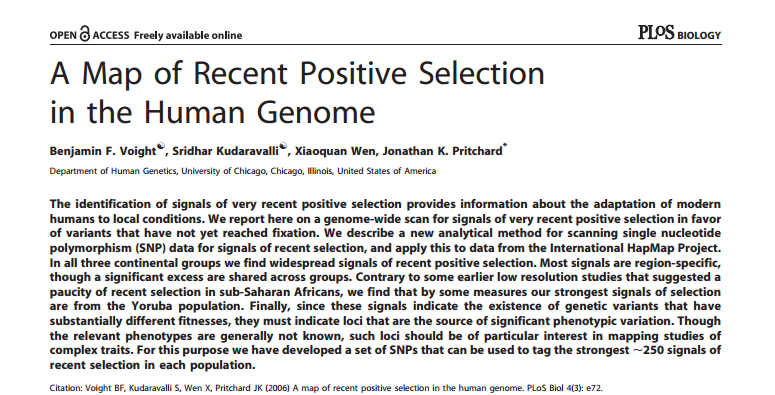 OPEN ACCESS Freely available online
PLoS BIOLOGY
A Map of Recent Positive Selection
in the Human Genome
Benjamin F. Voight☯, Sridhar Kudaravalli☯, Xiaoquan Wen, Jonathan K. Pritchard*
Department of Human Genetics, University of Chicago, Chicago, Illinois, United States of America
The identification of signals of very recent positive selection provides information about the adaptation of modern
humans to local conditions. We report here on a genome-wide scan for signals of very recent positive selection in favor
of variants that have not yet reached fixation. We describe a new analytical method for scanning single nucleotide
polymorphism (SNP) data for signals of recent selection, and apply this to data from the International HapMap Project.
In all three continental groups we find widespread signals of recent positive selection. Most signals are region-specific,
though a significant excess are shared across groups. Contrary to some earlier low resolution studies that suggested a
paucity of recent selection in sub-Saharan Africans, we find that by some measures our strongest signals of selection
are from the Yoruba population. Finally, since these signals indicate the existence of genetic variants that have
substantially different fitnesses, they must indicate loci that are the source of significant phenotypic variation. Though
the relevant phenotypes are generally not known, such loci should be of particular interest in mapping studies of
complex traits. For this purpose we have developed a set of SNPs that can be used to tag the strongest ~250 signals of
recent selection in each population.
Citation: Voight BF, Kudaravalli S, Wen X, Pritchard JK (2006) A map of recent positive selection in the human genome. PLoS Biol 4(3): e72.